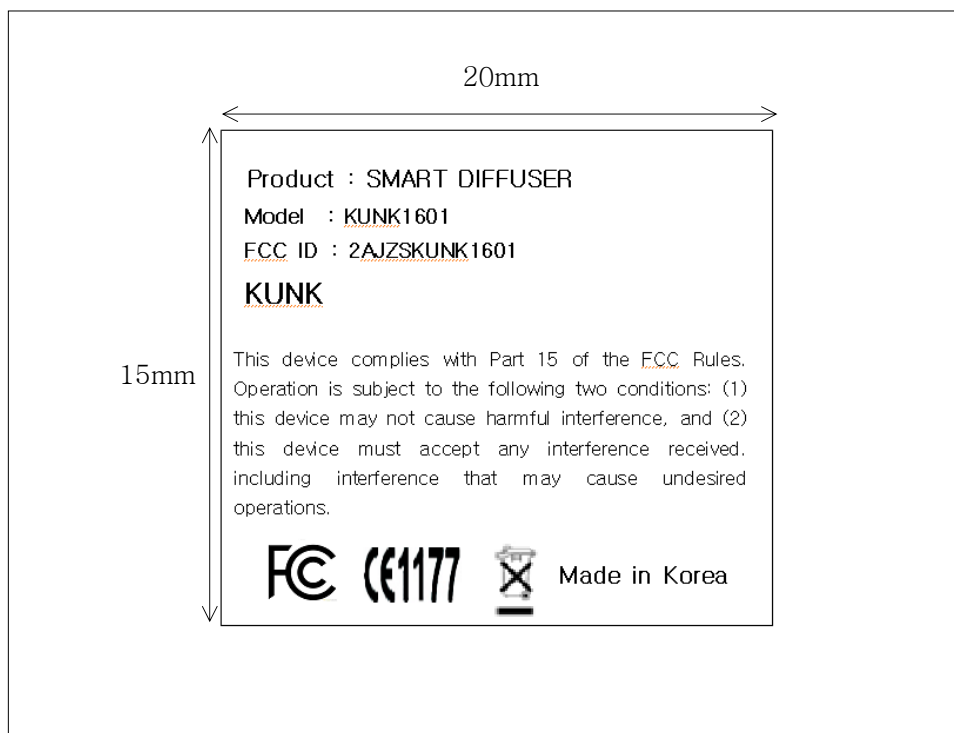 20mm
Product : SMART DIFFUSER
Model : KUNK1601
FCC ID : 2AJZSKUNK1601
KUNK
15mm
This device complies with Part 15 of the FCC Rules.
Operation is subject to the following two conditions: (1)
this device may not cause harmful interference, and (2)
this device must accept any interference received.
including interference that may cause undesired
operations.
FC CE1177 Made in Korea